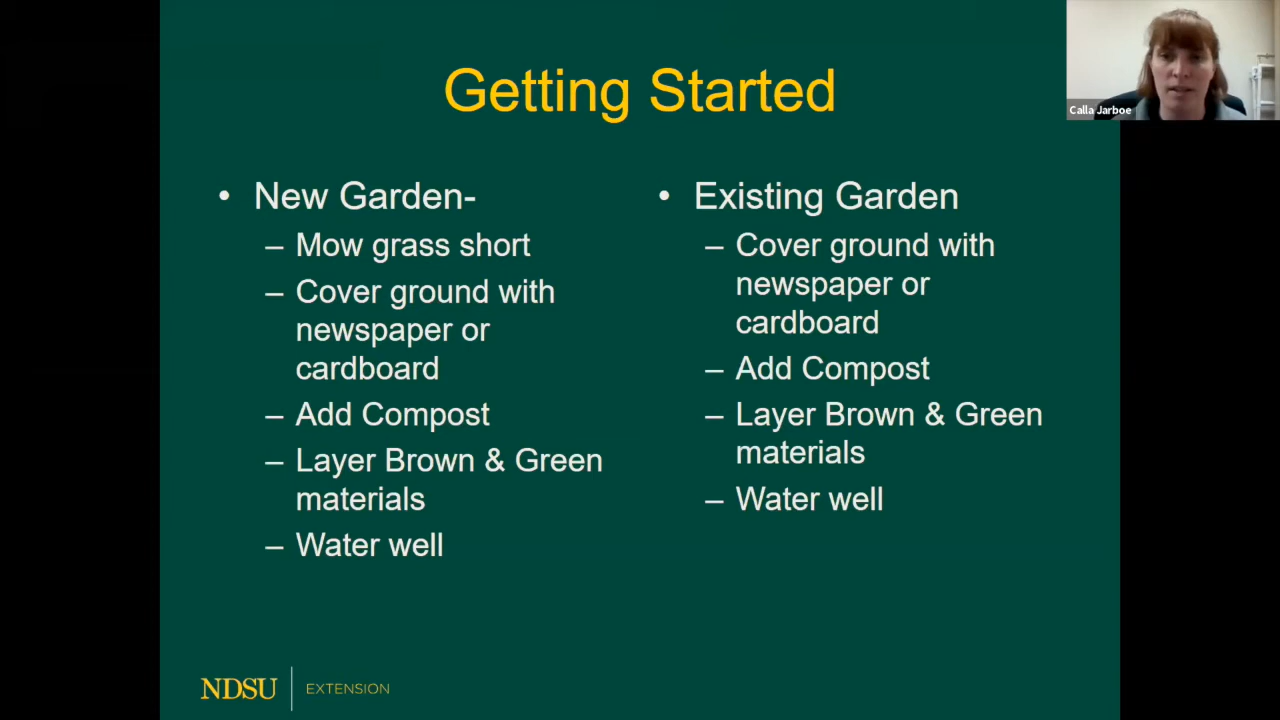 Getting Started
Calla Jarboe
• New Garden-
– Mow grass short
– Cover ground with
newspaper or
cardboard
– Add Compost
– Layer Brown & Green
materials
– Water well
• Existing Garden
– Cover ground with
newspaper or
cardboard
– Add Compost
– Layer Brown & Green
materials
– Water well
NDSU EXTENSION